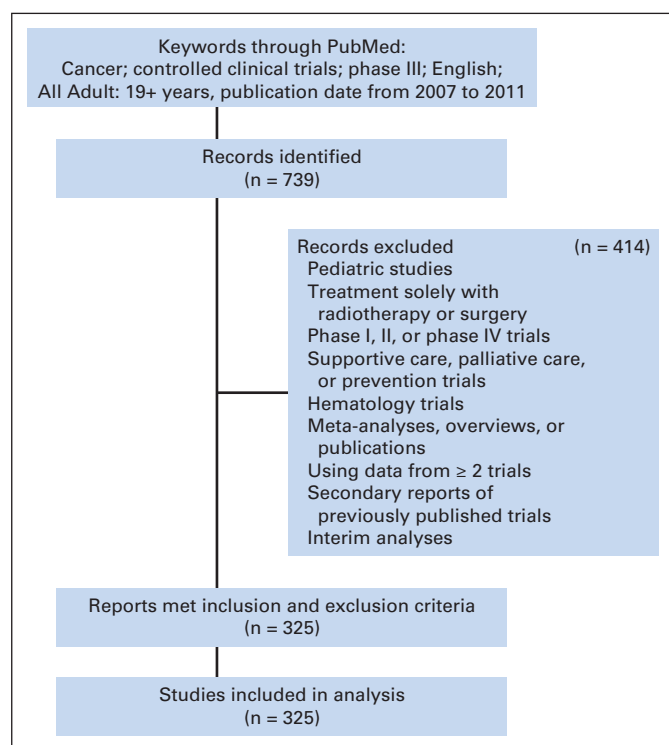 Keywords through PubMed:
Cancer; controlled clinical trials; phase III; English;
All Adult: 19+ years, publication date from 2007 to 2011
Records identified
(n = 739)
Records excluded (n = 414)
Pediatric studies
Treatment solely with
radiotherapy or surgery
Phase I, II, or phase IV trials
Supportive care, palliative care,
or prevention trials
Hematology trials
Meta-analyses, overviews, or
publications
Using data from ≥ 2 trials
Secondary reports of
previously published trials
Interim analyses
Reports met inclusion and exclusion criteria
(n = 325)
Studies included in analysis
(n = 325)